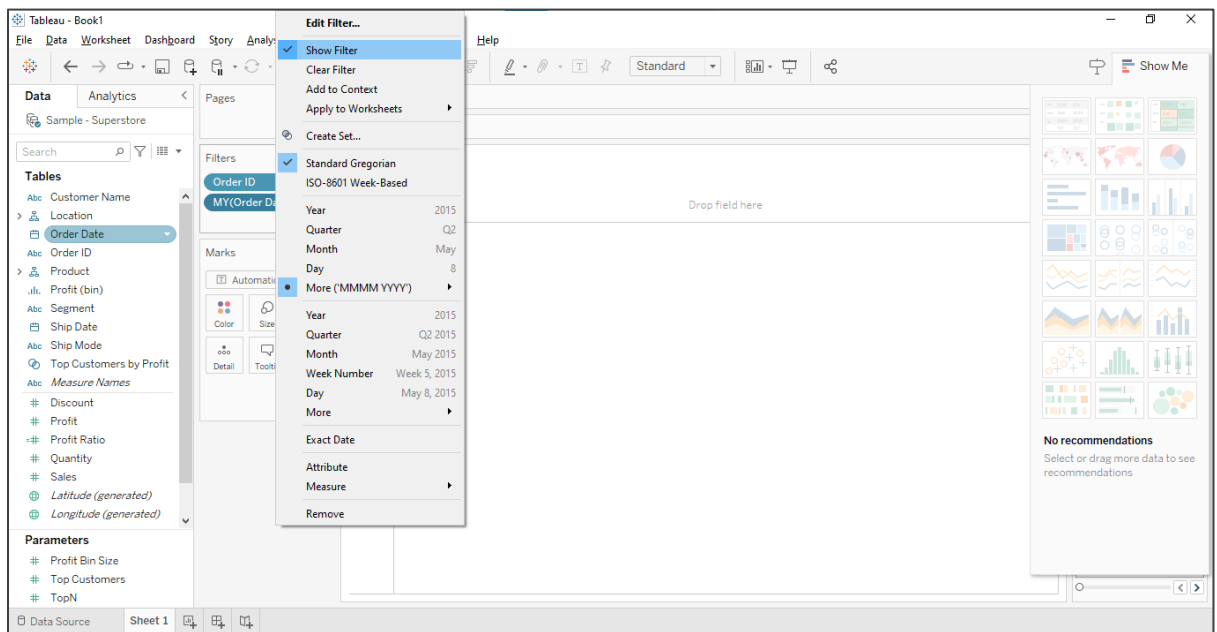 Tableau - Book1
File Data Worksheet Dashboard Story Analy Help
Standard
Show Me
Data Analytics
Sample - Superstore
Search
Tables
Abc Customer Name
Location
Order Date
Abc Order ID
Product
Profit (bin)
Abc Segment
Ship Date
Abc Ship Mode
Top Customers by Profit
Abc Measure Names
# Discount
# Profit
=# Profit Ratio
# Quantity
# Sales
Latitude (generated)
Longitude (generated)
Parameters
# Profit Bin Size
# Top Customers
# TopN
Pages
Filters
Order ID
MY(Order Da
Marks
Automatic
Color Size
Detail Toolti
Edit Filter...
Show Filter
Clear Filter
Add to Context
Apply to Worksheets
Create Set...
Standard Gregorian
ISO-8601 Week-Based
Year 2015
Quarter Q2
Month May
Day 8
More ('MMMM YYYY')
Year 2015
Quarter Q2 2015
Month May 2015
Week Number Week 5, 2015
Day May 8, 2015
More
Exact Date
Attribute
Measure
Remove
Drop field here
No recommendations
Select or drag more data to see
recommendations
Data Source Sheet 1